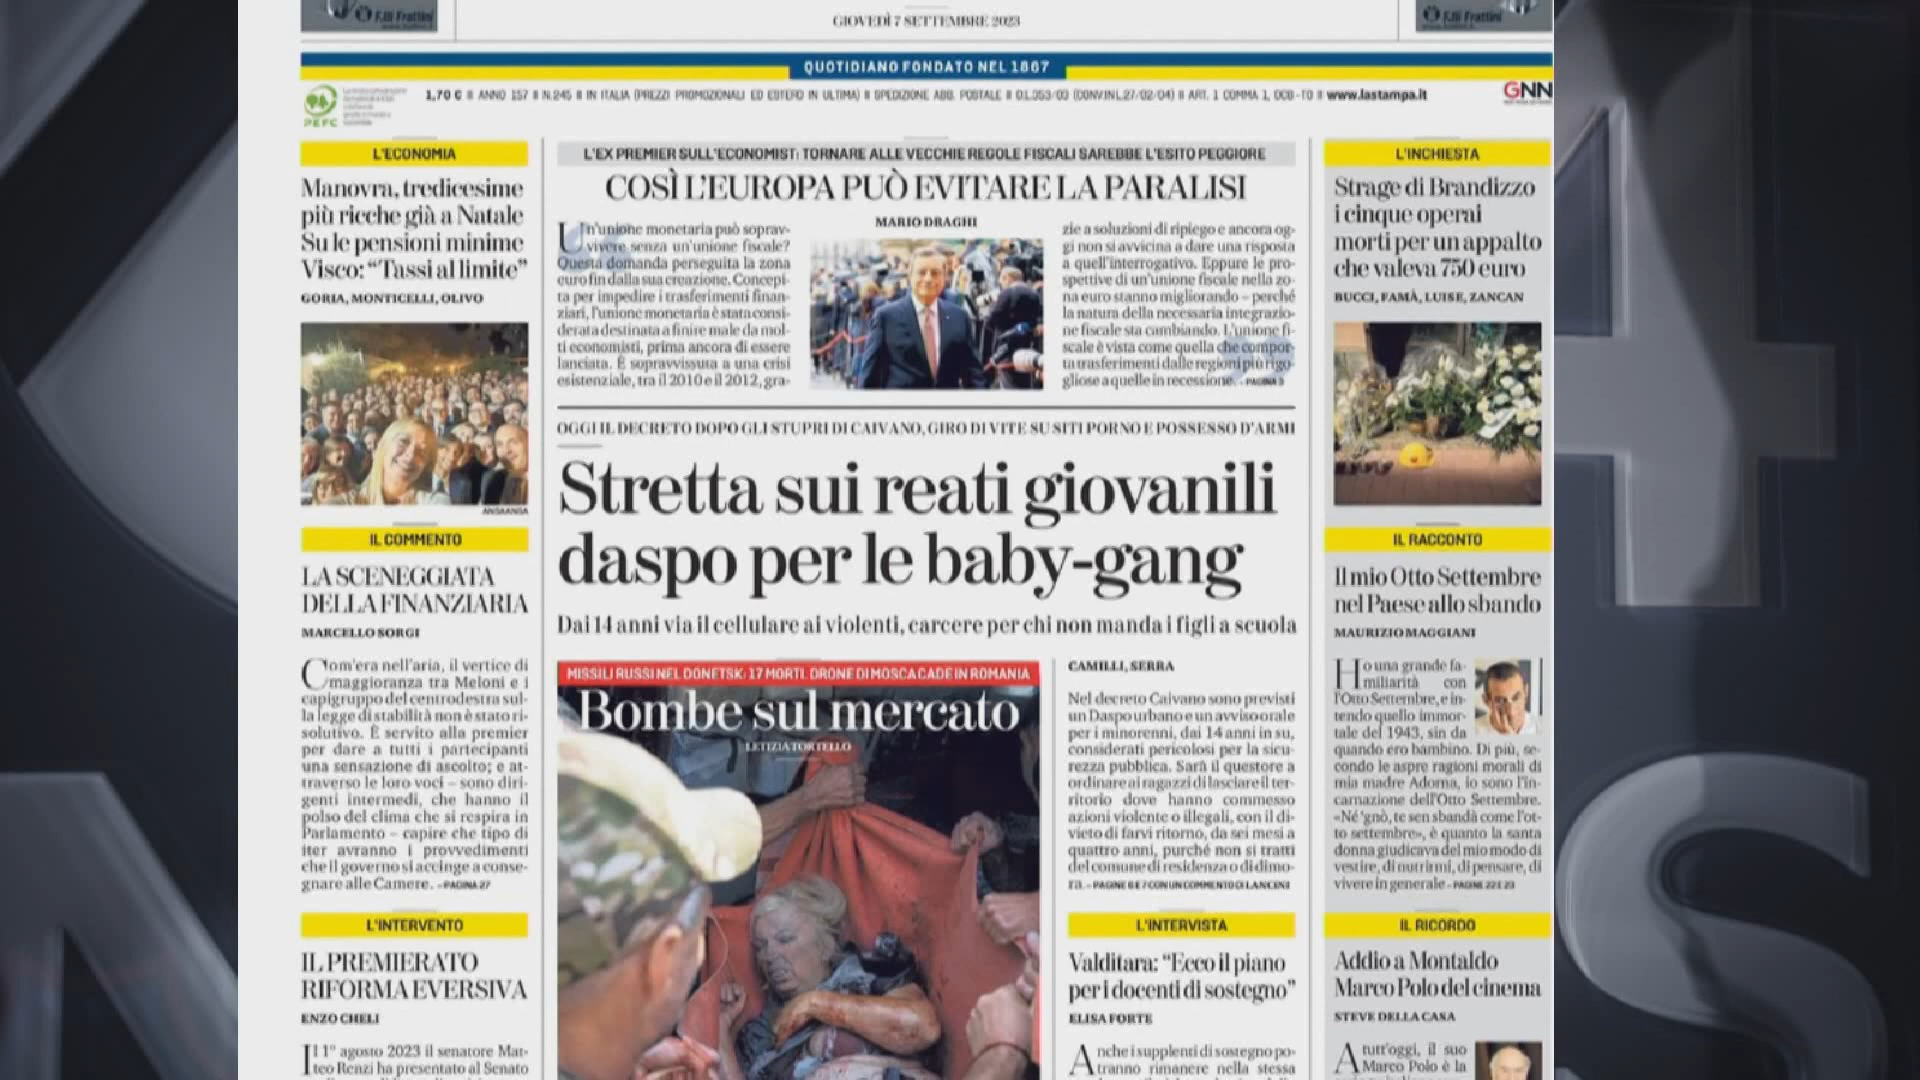 F.lli Frattini
GIOVEDÌ 7 SETTEMBRE 2023
F.lli Frattini
QUOTIDIANO FONDATO NEL 1867
PEFC
1,70 € II ANNO 157 II N.245 II IN ITALIA (PREZZI PROMOZIONALI ED ESTERO IN ULTIMA) II SPEDIZIONE ABB. POSTALE II D.L.353/03 (CONV.IN L.27/02/04) II ART. 1 COMMA 1, DCB-TO II www.lastampa.it
GNN
L'ECONOMIA
Manovra, tredicesime
più ricche già a Natale
Su le pensioni minime
Visco: “Tassi al limite”
GORIA, MONTICELLI, OLIVO
IL COMMENTO
LA SCENEGGIATA
DELLA FINANZIARIA
MARCELLO SORGI
Com'era nell'aria, il vertice di
maggioranza tra Meloni e i
capigruppo del centrodestra sul-
la legge di stabilità non è stato ri-
solutivo. È servito alla premier
per dare a tutti i partecipanti
una sensazione di ascolto; e at-
traverso le loro voci – sono diri-
genti intermedi, che hanno il
polso del clima che si respira in
Parlamento – capire che tipo di
iter avranno i provvedimenti
che il governo si accinge a conse-
gnare alle Camere. - PAGINA 27
L'INTERVENTO
IL PREMIERATO
RIFORMA EVERSIVA
ENZO CHELI
Il 1° agosto 2023 il senatore Mat-
teo Renzi ha presentato al Senato
L'EX PREMIER SULL'ECONOMIST: TORNARE ALLE VECCHIE REGOLE FISCALI SAREBBE L'ESITO PEGGIORE
COSÌ L'EUROPA PUÒ EVITARE LA PARALISI
MARIO DRAGHI
Un'unione monetaria può soprav-
vivere senza un'unione fiscale?
Questa domanda perseguita la zona
euro fin dalla sua creazione. Concepi-
ta per impedire i trasferimenti finan-
ziari, l'unione monetaria è stata consi-
derata destinata a finire male da mol-
ti economisti, prima ancora di essere
lanciata. È sopravvissuta a una crisi
esistenziale, tra il 2010 e il 2012, gra-
zie a soluzioni di ripiego e ancora og-
gi non si avvicina a dare una risposta
a quell'interrogativo. Eppure le pro-
spettive di un'unione fiscale nella zo-
na euro stanno migliorando – perché
la natura della necessaria integrazio-
ne fiscale sta cambiando. L'unione fi-
scale è vista come quella che compor-
ta trasferimenti dalle regioni più rigo-
gliose a quelle in recessione. - PAGINA 3
OGGI IL DECRETO DOPO GLI STUPRI DI CAIVANO, GIRO DI VITE SU SITI PORNO E POSSESSO D'ARMI
Stretta sui reati giovanili
daspo per le baby-gang
Dai 14 anni via il cellulare ai violenti, carcere per chi non manda i figli a scuola
MISSILI RUSSI NEL DONETSK: 17 MORTI. DRONE DI MOSCA CADE IN ROMANIA
Bombe sul mercato
LETIZIA TORTELLO
CAMILLI, SERRA
Nel decreto Caivano sono previsti
un Daspo urbano e un avviso orale
per i minorenni, dai 14 anni in su,
considerati pericolosi per la sicu-
rezza pubblica. Sarà il questore a
ordinare ai ragazzi di lasciare il ter-
ritorio dove hanno commesso
azioni violente o illegali, con il di-
vieto di farvi ritorno, da sei mesi a
quattro anni, purché non si tratti
del comune di residenza o di dimo-
ra. - PAGINE 6 E 7 CON UN COMMENTO DI LANCINI
L'INTERVISTA
Valditara: “Ecco il piano
per i docenti di sostegno”
ELISA FORTE
Anche i supplenti di sostegno po-
tranno rimanere nella stessa
L'INCHIESTA
Strage di Brandizzo
i cinque operai
morti per un appalto
che valeva 750 euro
BUCCI, FAMÀ, LUISE, ZANCAN
IL RACCONTO
Il mio Otto Settembre
nel Paese allo sbando
MAURIZIO MAGGIANI
Ho una grande fa-
miliarità con
l'Otto Settembre, e in-
tendo quello immor-
tale del 1943, sin da
quando ero bambino. Di più, se-
condo le aspre ragioni morali di
mia madre Adorna, io sono l'in-
carnazione dell'Otto Settembre.
«Né 'gnò, te sen sbandà come l'ot-
to settembre», è quanto la santa
donna giudicava del mio modo di
vestire, di nutrirmi, di pensare, di
vivere in generale - PAGINE 22 E 23
IL RICORDO
Addio a Montaldo
Marco Polo del cinema
STEVE DELLA CASA
A tutt'oggi, il suo
Marco Polo è la
4
S